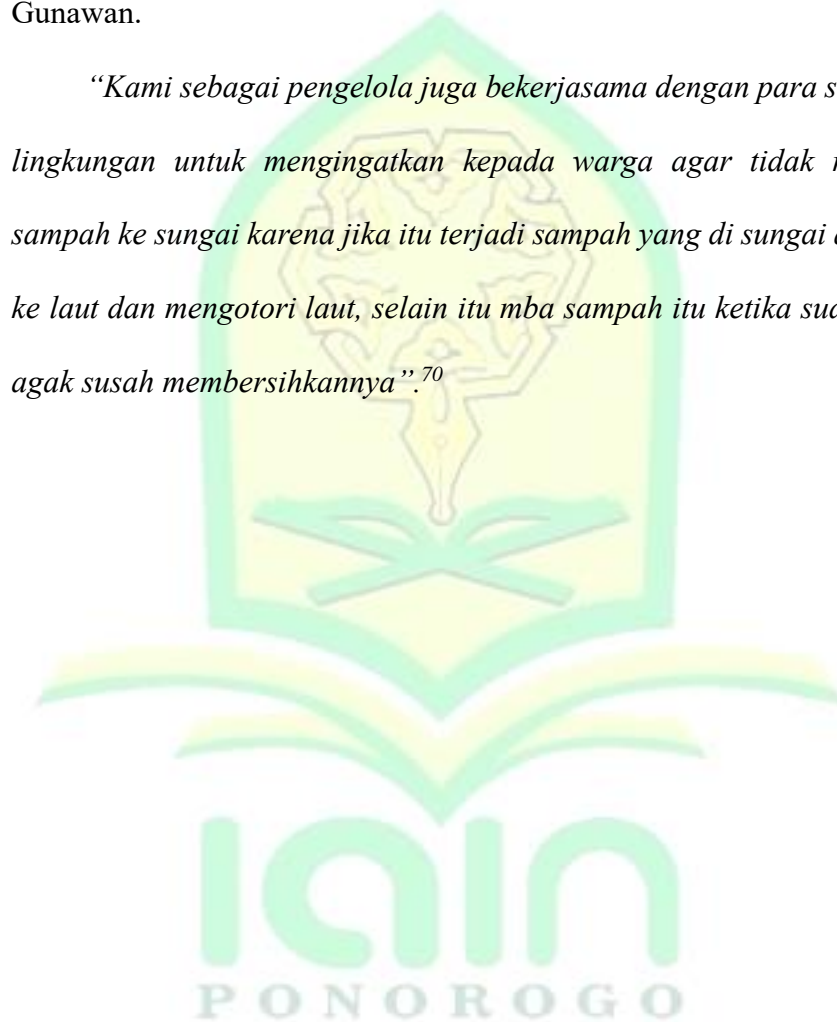 Gunawan.
“Kami sebagai pengelola juga bekerjasama dengan para s
lingkungan untuk mengingatkan kepada warga agar tidak
sampah ke sungai karena jika itu terjadi sampah yang di sungai
ke laut dan mengotori laut, selain itu mba sampah itu ketika
agak susah membersihkannya”.70
iain
PONOROGO